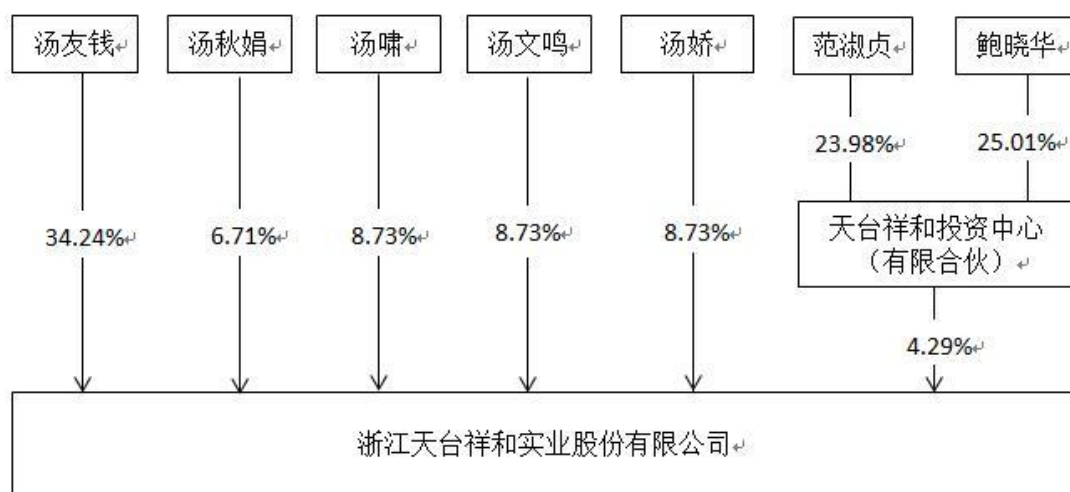 汤友钱
汤秋娟
汤啸
汤文鸣
汤娇
范淑贞
鲍晓华
23.98%
25.01%
34.24%
6.71%
8.73%
8.73%
8.73%
天台祥和投资中心
（有限合伙）
4.29%
浙江天台祥和实业股份有限公司